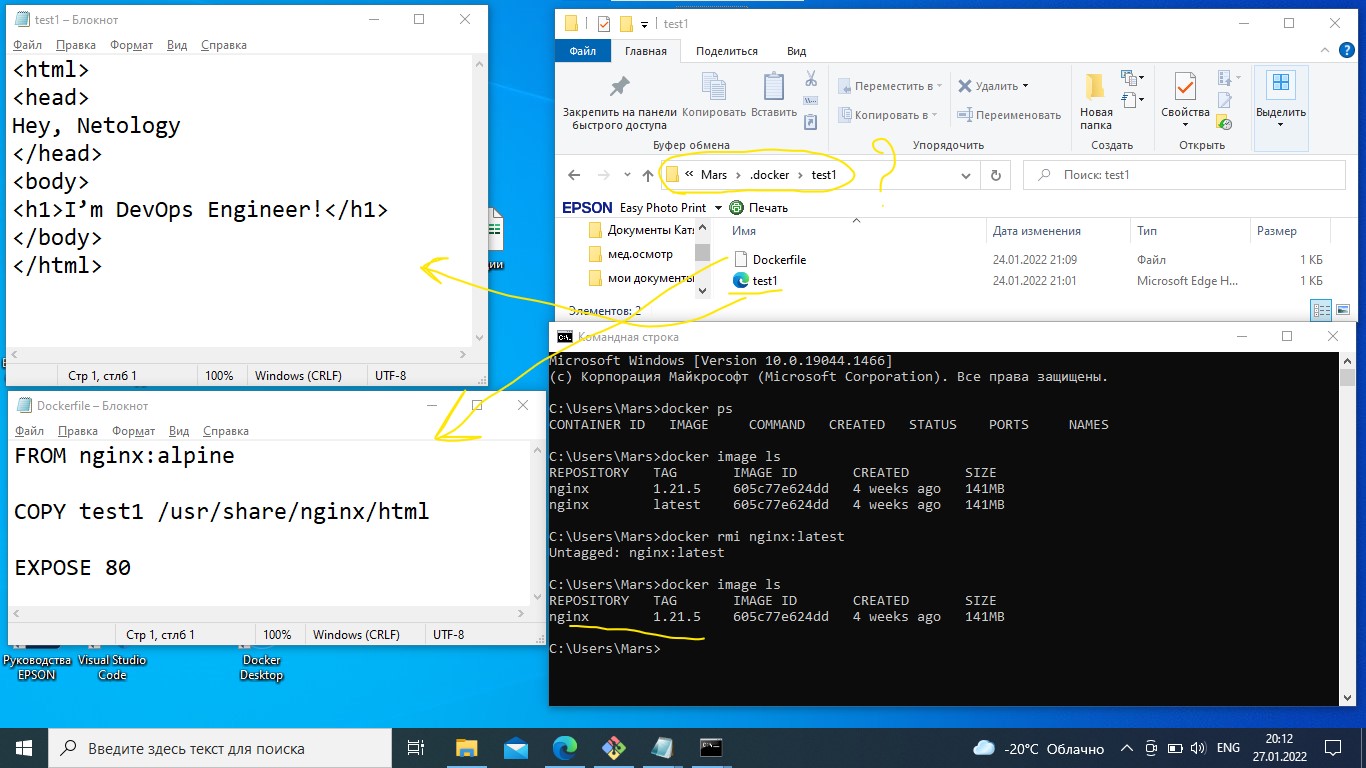 test1 – Блокнот
Файл Правка Формат Вид Справка
<html>
<head>
Hey, Netology
</head>
<body>
<h1>I’m DevOps Engineer!</h1>
</body>
</html>
Стр 1, стлб 1 100% Windows (CRLF) UTF-8
Dockerfile – Блокнот
Файл Правка Формат Вид Справка
FROM nginx:alpine
COPY test1 /usr/share/nginx/html
EXPOSE 80
Стр 1, стлб 1 100% Windows (CRLF) UTF-8
Руководства EPSON
Visual Studio Code
Docker Desktop
test1
Файл Главная Поделиться Вид
Закрепить на панели быстрого доступа
Копировать
Вставить
Переместить в
Копировать в
Удалить
Переименовать
Новая папка
Свойства
Выделить
Буфер обмена Упорядочить Создать Открыть
« Mars › .docker › test1
?
Поиск: test1
EPSON Easy Photo Print Печать
Документы Катя
мед.осмотр
мои документы
Имя Дата изменения Тип Размер
Dockerfile 24.01.2022 21:09 Файл 1 КБ
test1 24.01.2022 21:01 Microsoft Edge H... 1 КБ
Элементов: 2
Командная строка
Microsoft Windows [Version 10.0.19044.1466]
(c) Корпорация Майкрософт (Microsoft Corporation). Все права защищены.
C:\Users\Mars>docker ps
CONTAINER ID IMAGE COMMAND CREATED STATUS PORTS NAMES
C:\Users\Mars>docker image ls
REPOSITORY TAG IMAGE ID CREATED SIZE
nginx 1.21.5 605c77e624dd 4 weeks ago 141MB
nginx latest 605c77e624dd 4 weeks ago 141MB
C:\Users\Mars>docker rmi nginx:latest
Untagged: nginx:latest
C:\Users\Mars>docker image ls
REPOSITORY TAG IMAGE ID CREATED SIZE
nginx 1.21.5 605c77e624dd 4 weeks ago 141MB
C:\Users\Mars>
Введите здесь текст для поиска
-20°C Облачно
ENG
20:12
27.01.2022